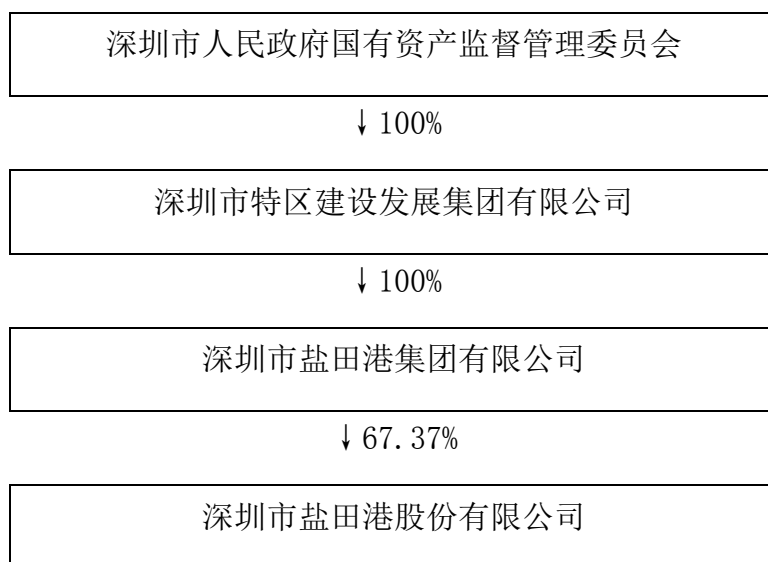 深圳市人民政府国有资产监督管理委员会
↓100%
深圳市特区建设发展集团有限公司
↓100%
深圳市盐田港集团有限公司
↓67.37%
深圳市盐田港股份有限公司